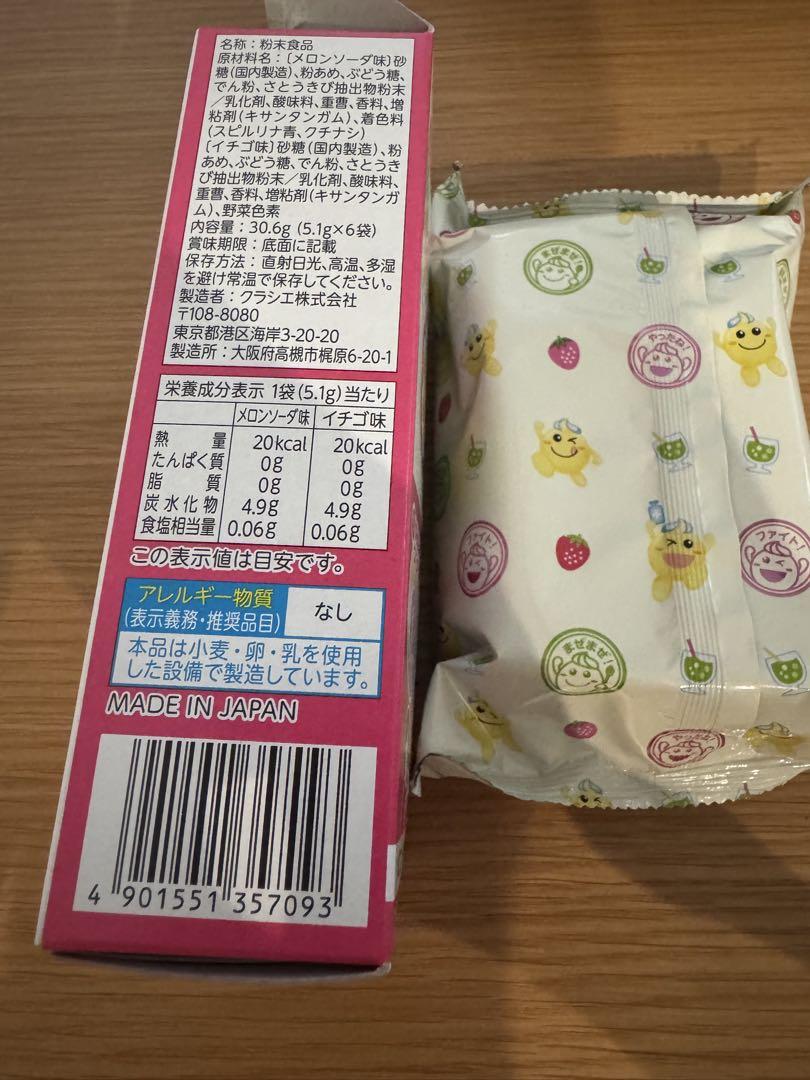 名称：粉末食品
原材料名：〔メロンソーダ味〕砂
糖(国内製造)、粉あめ、ぶどう糖、
でん粉、さとうきび抽出物粉末
／乳化剤、酸味料、重曹、香料、増
粘剤(キサンタンガム)、着色料
(スピルリナ青、クチナシ)
〔イチゴ味〕砂糖(国内製造)、粉
あめ、ぶどう糖、でん粉、さとうき
び抽出物粉末／乳化剤、酸味料、
重曹、香料、増粘剤(キサンタンガ
ム)、野菜色素
内容量：30.6g (5.1g×6袋)
賞味期限：底面に記載
保存方法：直射日光、高温、多湿
を避け常温で保存してください。
製造者：クラシエ株式会社
〒108-8080
東京都港区海岸3-20-20
製造所：大阪府高槻市梶原6-20-1
栄養成分表示 1袋(5.1g)当たり
メロンソーダ味 イチゴ味
熱量 20kcal 20kcal
たんぱく質 0g 0g
脂質 0g 0g
炭水化物 4.9g 4.9g
食塩相当量 0.06g 0.06g
この表示値は目安です。
アレルギー物質
(表示義務・推奨品目) なし
本品は小麦・卵・乳を使用
した設備で製造しています。
MADE IN JAPAN
4 901551 357093
まぜまぜ！
やったね！
ファイト！
ファイト！
まぜまぜ！
やったね！